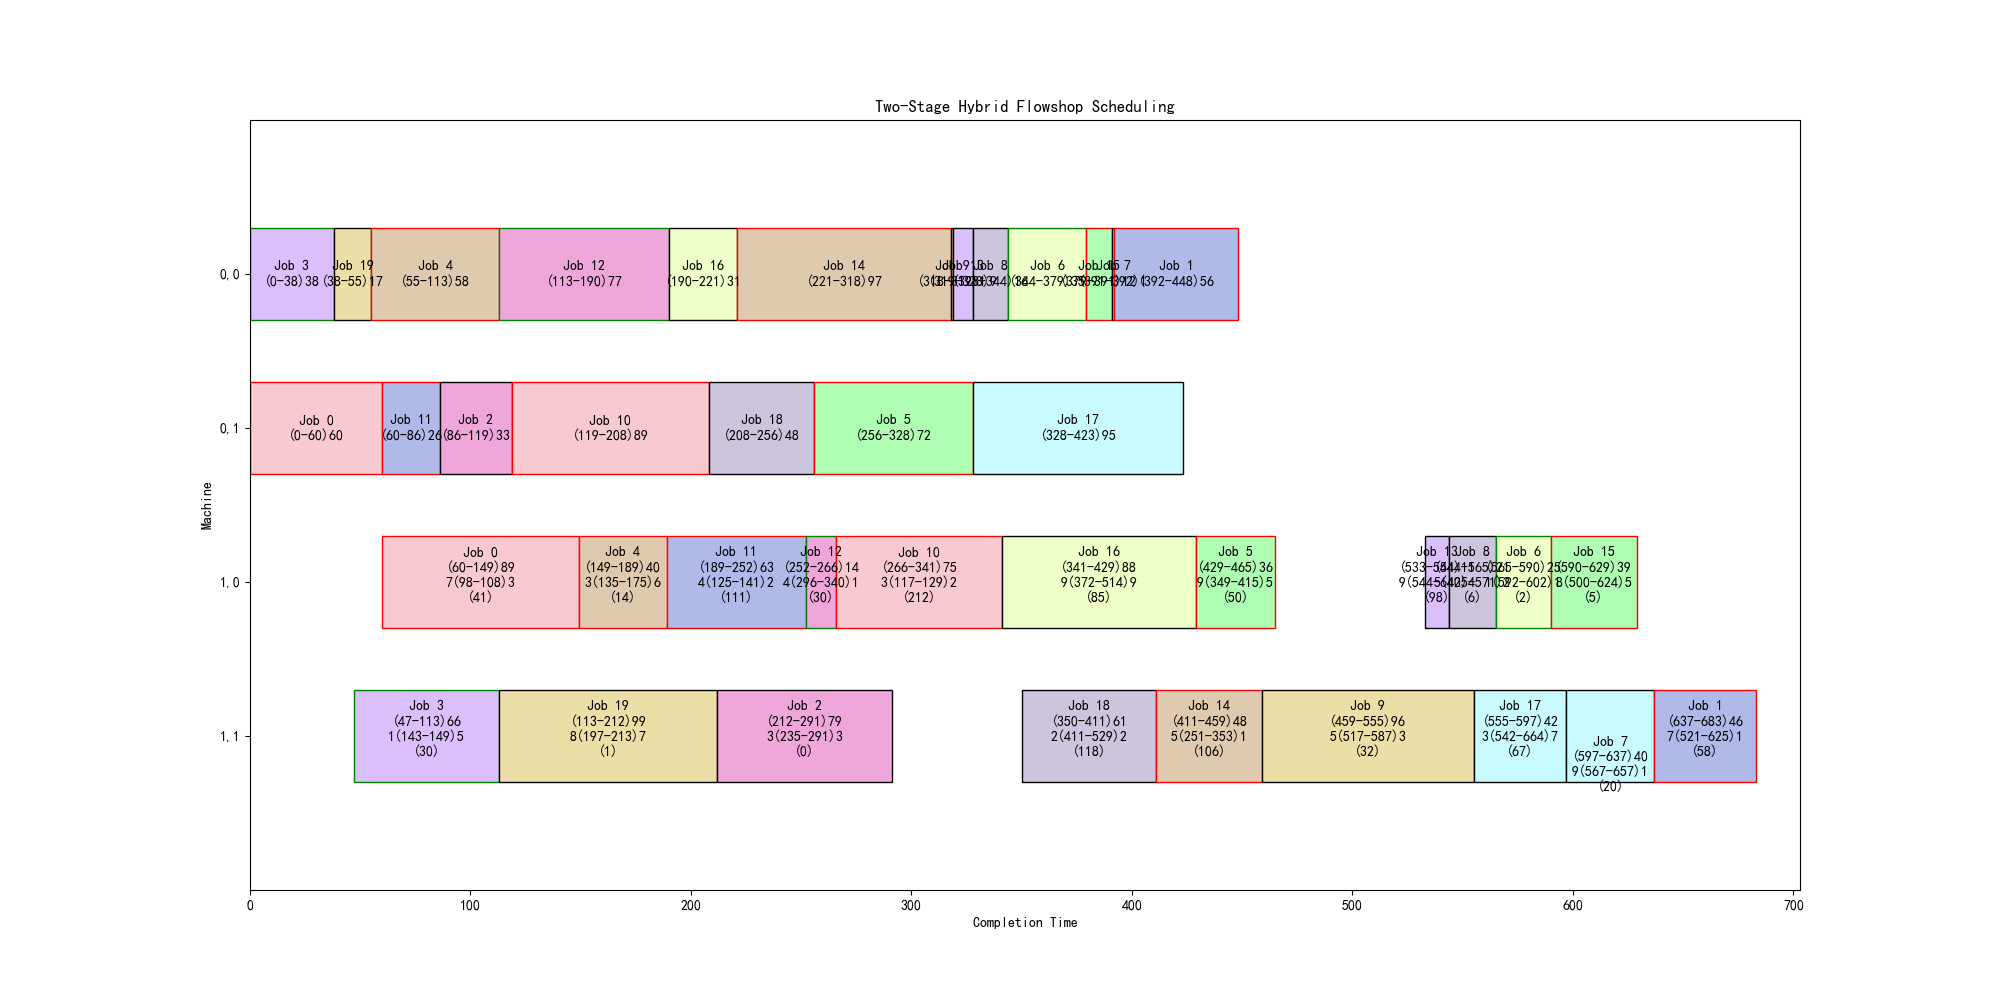 Two-Stage Hybrid Flowshop Scheduling
0,0
Job 3
(0-38)38
Job 19
(38-55)17
Job 4
(55-113)58
Job 12
(113-190)77
Job 16
(190-221)31
Job 14
(221-318)97
Job 8
Job 6
Job 7
Job 1
(392-448)56
0,1
Job 0
(0-60)60
Job 11
(60-86)26
Job 2
(86-119)33
Job 10
(119-208)89
Job 18
(208-256)48
Job 5
(256-328)72
Job 17
(328-423)95
Machine
1,0
Job 0
(60-149)89
7(98-108)3
(41)
Job 4
(149-189)40
3(135-175)6
(14)
Job 11
(189-252)63
4(125-141)2
(111)
Job 12
(252-266)14
4(296-340)1
(30)
Job 10
(266-341)75
3(117-129)2
(212)
Job 16
(341-429)88
9(372-514)9
(85)
Job 5
(429-465)36
9(349-415)5
(50)
Job 13
(98)
Job 8
(6)
Job 6
(2)
Job 15
(590-629)39
8(500-624)5
(5)
1,1
Job 3
(47-113)66
1(143-149)5
(30)
Job 19
(113-212)99
8(197-213)7
(1)
Job 2
(212-291)79
3(235-291)3
(0)
Job 18
(350-411)61
2(411-529)2
(118)
Job 14
(411-459)48
5(251-353)1
(106)
Job 9
(459-555)96
5(517-587)3
(32)
Job 17
(555-597)42
3(542-664)7
(67)
Job 7
(597-637)40
9(567-657)1
(20)
Job 1
(637-683)46
7(521-625)1
(58)
0 100 200 300 400 500 600 700
Completion Time